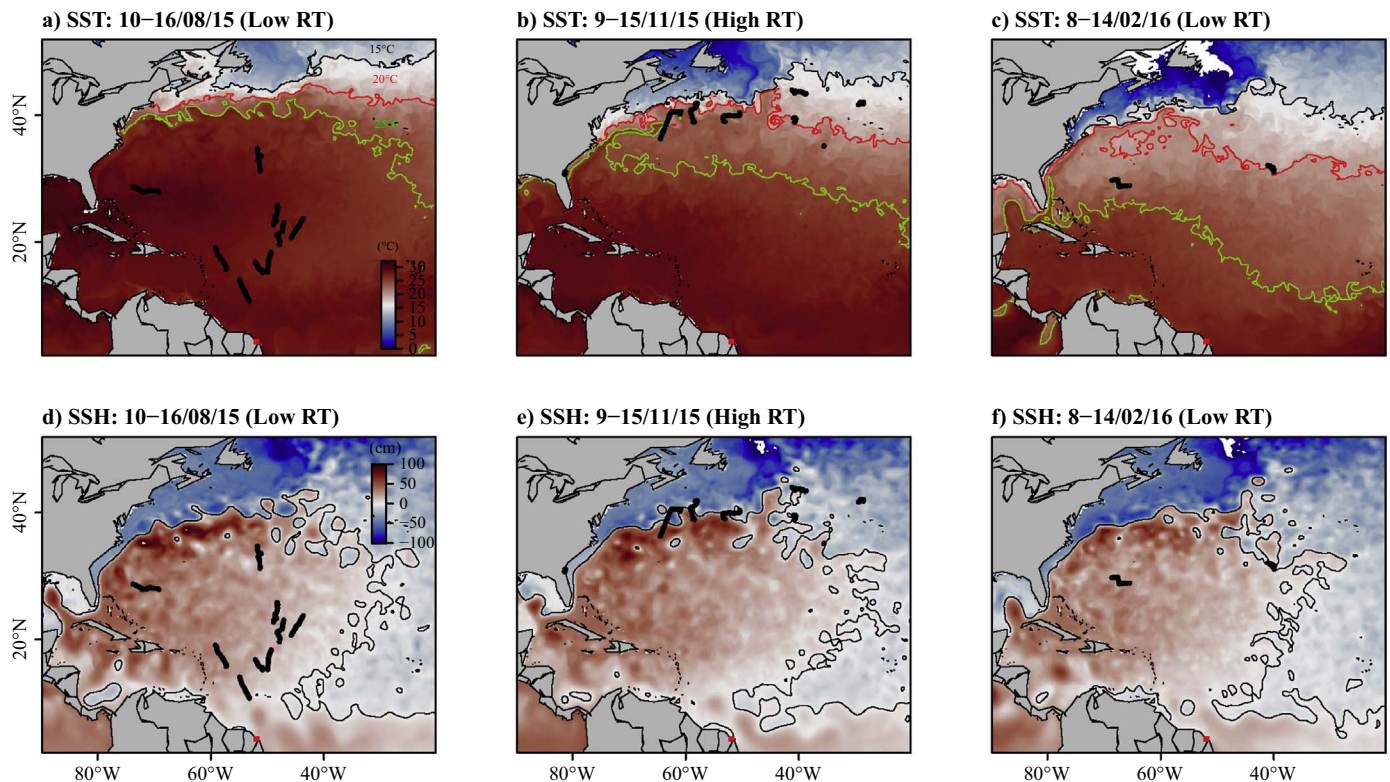 a) SST: 10−16/08/15 (Low RT)
b) SST: 9−15/11/15 (High RT)
c) SST: 8−14/02/16 (Low RT)
15°C
20°C
40°N
20°N
(°C)
30
25
20
15
10
5
0
d) SSH: 10−16/08/15 (Low RT)
e) SSH: 9−15/11/15 (High RT)
f) SSH: 8−14/02/16 (Low RT)
(cm)
100
50
0
−50
−100
40°N
20°N
80°W 60°W 40°W
80°W 60°W 40°W
80°W 60°W 40°W